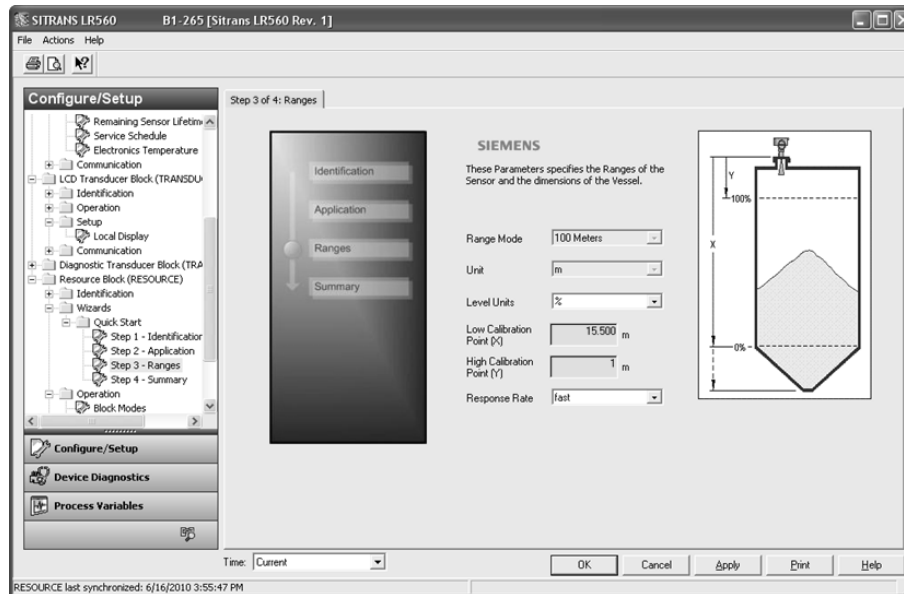 SITRANS LR560 B1-265 [Sitrans LR560 Rev. 1]
File Actions Help
Configure/Setup
Remaining Sensor Lifetim
Service Schedule
Electronics Temperature
Communication
LCD Transducer Block (TRANSDU
Identification
Operation
Setup
Local Display
Communication
Diagnostic Transducer Block (TRA
Resource Block (RESOURCE)
Identification
Wizards
Quick Start
Step 1 - Identification
Step 2 - Application
Step 3 - Ranges
Step 4 - Summary
Operation
Block Modes
Configure/Setup
Device Diagnostics
Process Variables
Step 3 of 4: Ranges
Identification
Application
Ranges
Summary
SIEMENS
These Parameters specifies the Ranges of the
Sensor and the dimensions of the Vessel.
Range Mode 100 Meters
Unit m
Level Units %
Low Calibration
Point (X) 15.500 m
High Calibration
Point (Y) 1 m
Response Rate fast
Y
100%
X
0%
Time: Current
OK Cancel Apply Print Help
RESOURCE last synchronized: 6/16/2010 3:55:47 PM